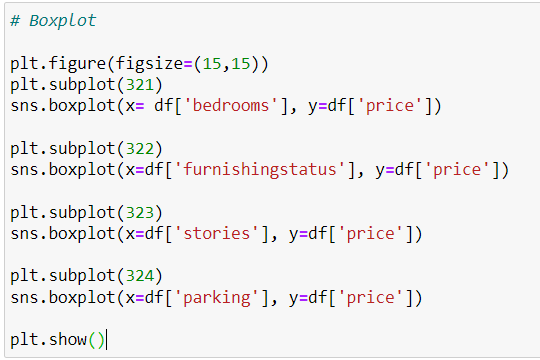 # Boxplot
plt.figure(figsize=(15,15))
plt.subplot(321)
sns.boxplot(x= df['bedrooms'], y=df['price'])
plt.subplot(322)
sns.boxplot(x=df['furnishingstatus'], y=df['price'])
plt.subplot(323)
sns.boxplot(x=df['stories'], y=df['price'])
plt.subplot(324)
sns.boxplot(x=df['parking'], y=df['price'])
plt.show()